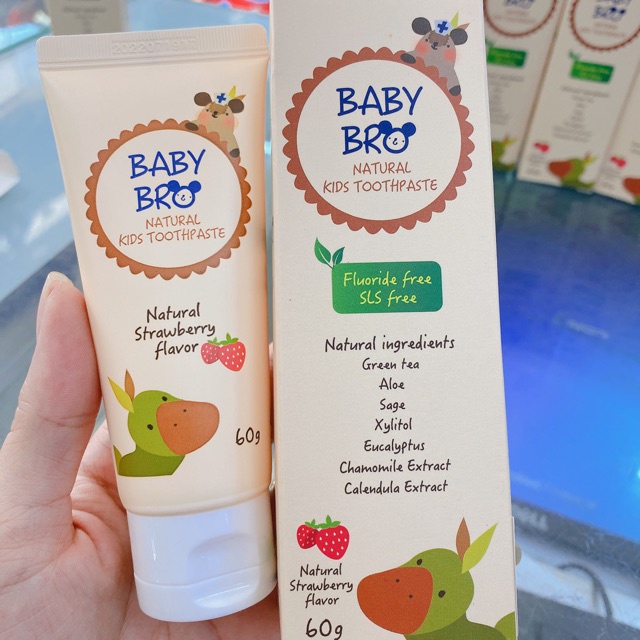 BABY
BRO
NATURAL
KIDS TOOTHPASTE
Natural
Strawberry
flavor
60g
BABY
BRO
NATURAL
KIDS TOOTHPASTE
Fluoride free
SLS free
Natural ingredients
Green tea
Aloe
Sage
Xylitol
Eucalyptus
Chamomile Extract
Calendula Extract
Natural
Strawberry
flavor
60g